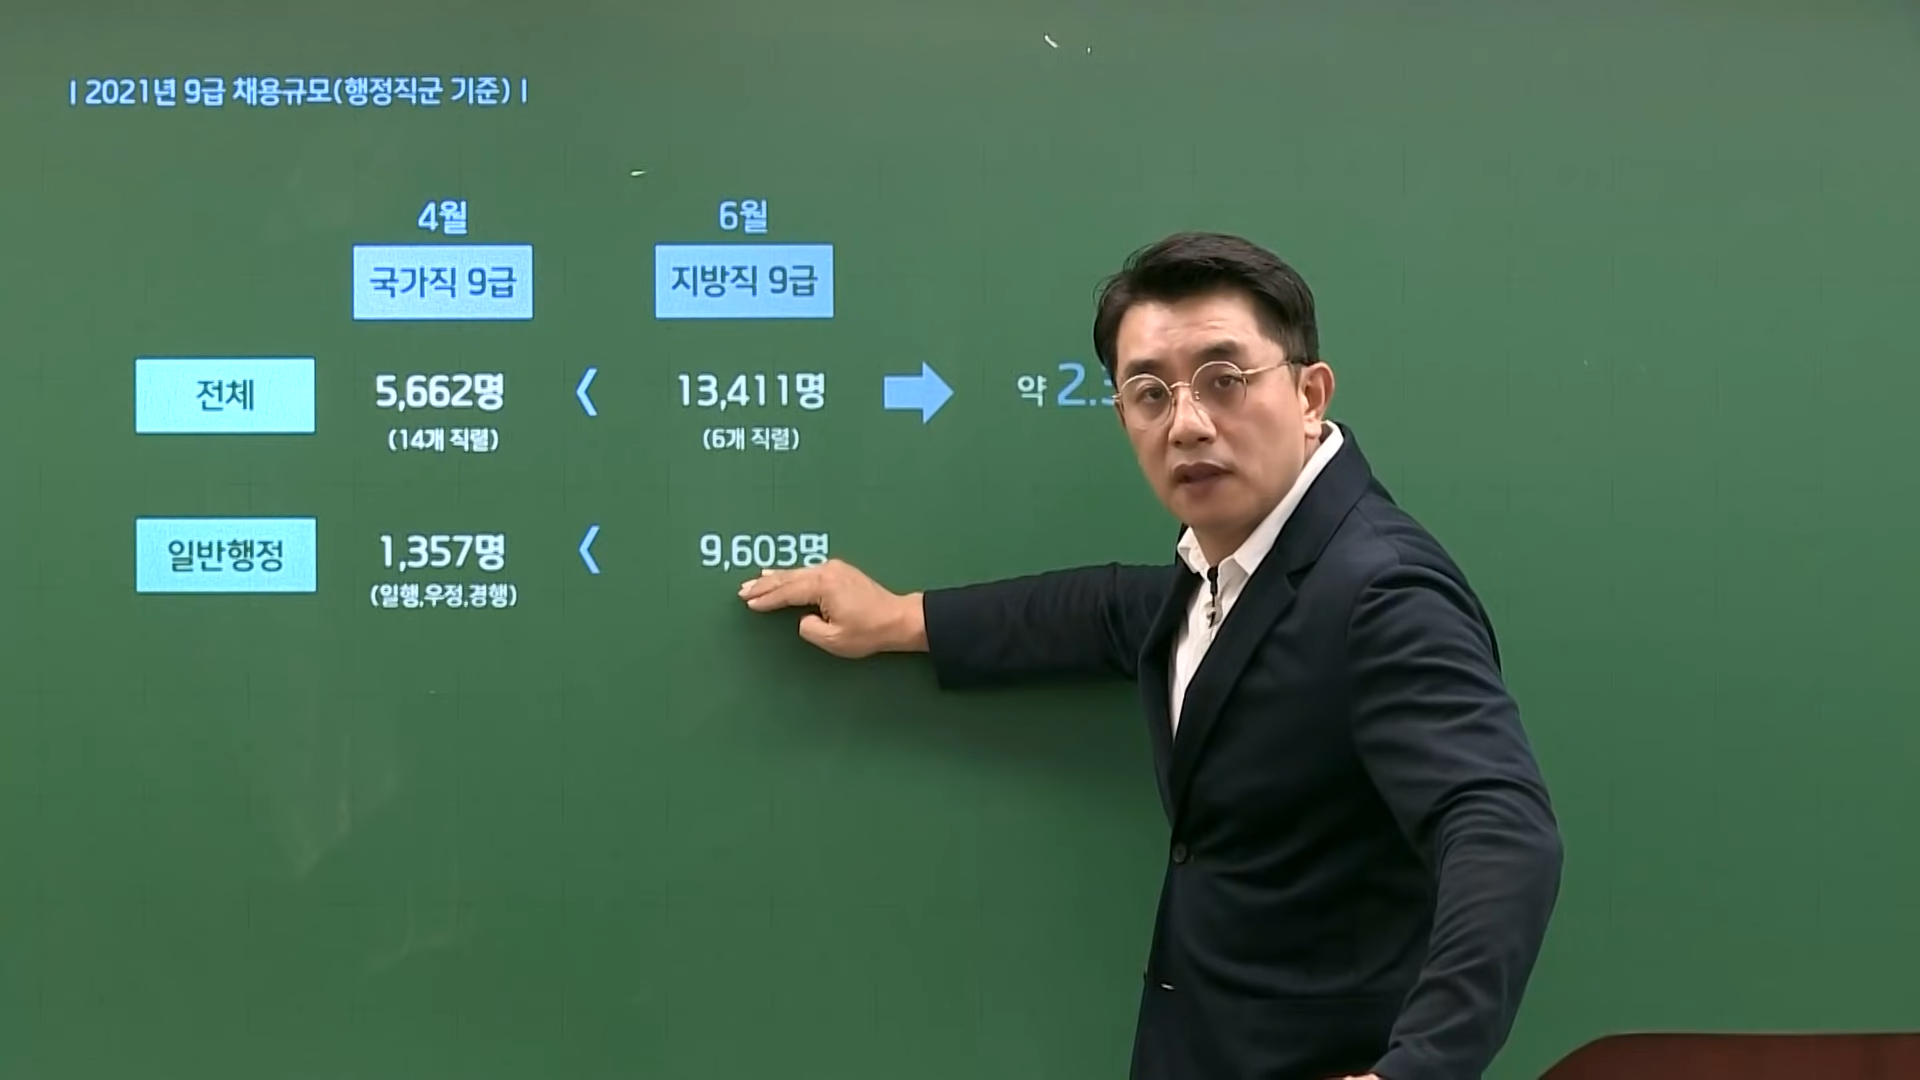 | 2021년 9급 채용규모(행정직군 기준) |
4월 6월
국가직 9급 지방직 9급
전체 5,662명 < 13,411명 약
(14개 직렬) (6개 직렬)
일반행정 1,357명 < 9,603명
(일행,우정,경행)